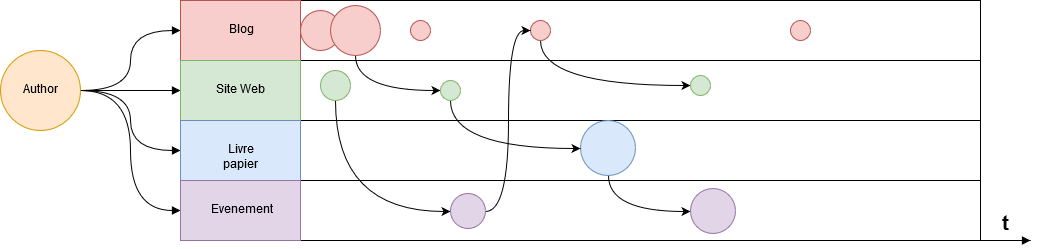 Blog
Author
Site Web
Livre
papier
Evenement
t